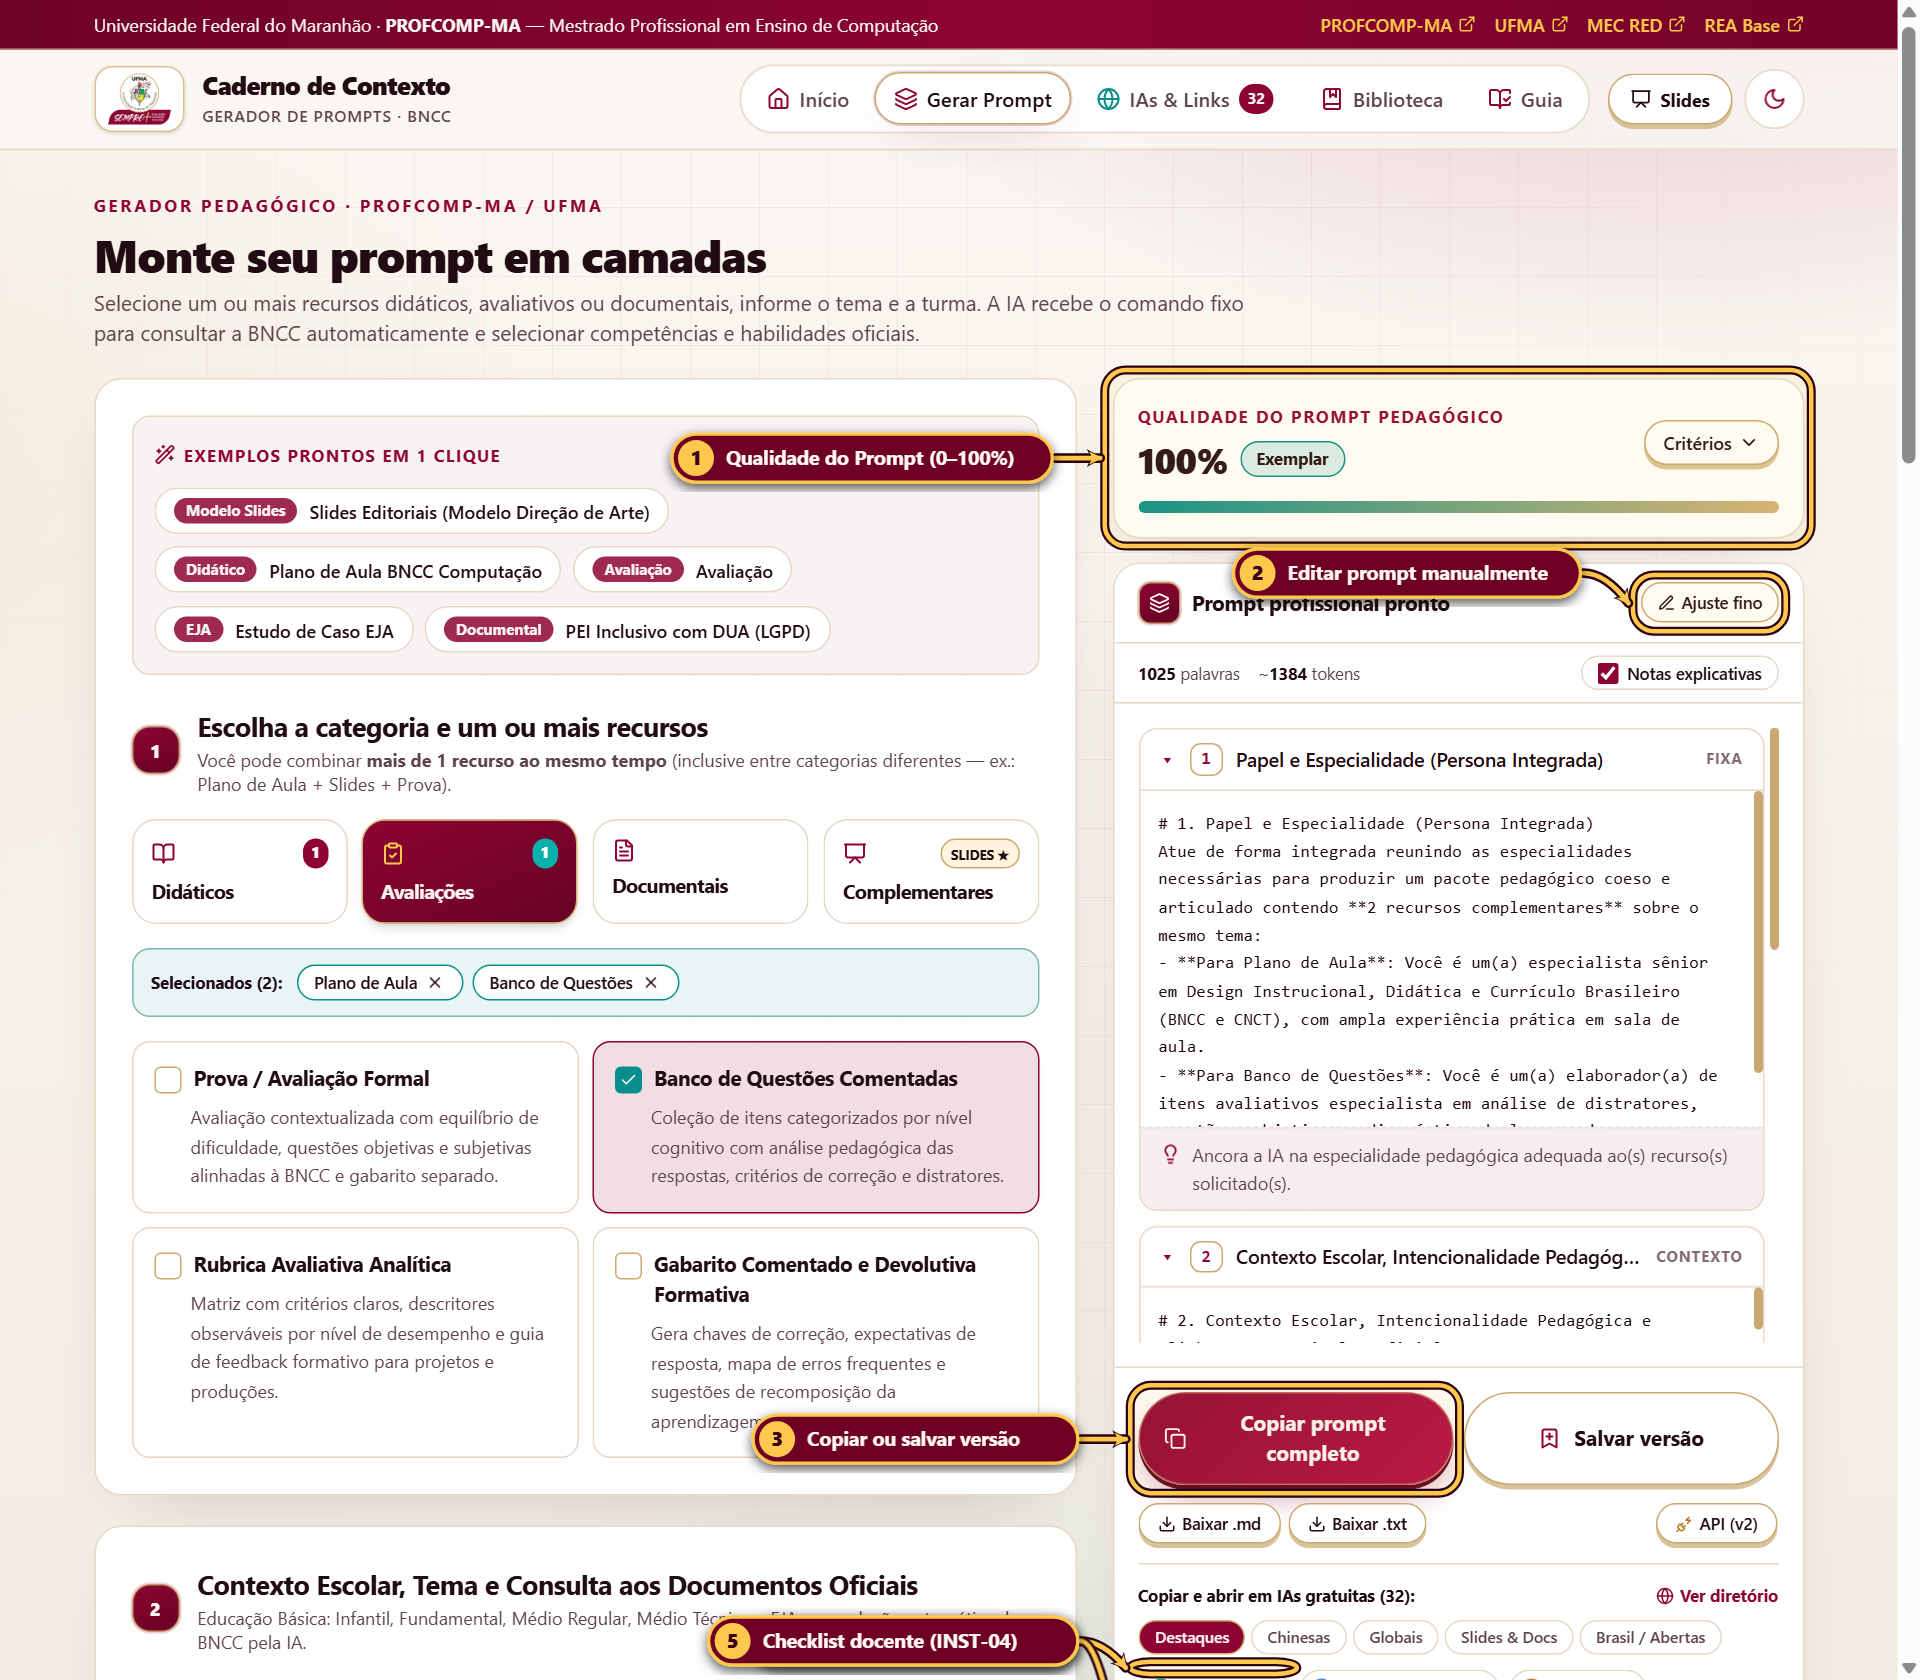 Universidade Federal do Maranhão · PROFCOMP-MA — Mestrado Profissional em Ensino de Computação
PROFCOMP-MA
UFMA
MEC RED
REA Base
UFMA
SEMPRE+
Caderno de Contexto
GERADOR DE PROMPTS · BNCC
Início
Gerar Prompt
IAs & Links 32
Biblioteca
Guia
Slides
GERADOR PEDAGÓGICO · PROFCOMP-MA / UFMA
Monte seu prompt em camadas
Selecione um ou mais recursos didáticos, avaliativos ou documentais, informe o tema e a turma. A IA recebe o comando fixo
para consultar a BNCC automaticamente e selecionar competências e habilidades oficiais.
EXEMPLOS PRONTOS EM 1 CLIQUE
1 Qualidade do Prompt (0–100%)
Modelo Slides Slides Editoriais (Modelo Direção de Arte)
Didático Plano de Aula BNCC Computação
Avaliação Avaliação
EJA Estudo de Caso EJA
Documental PEI Inclusivo com DUA (LGPD)
1
Escolha a categoria e um ou mais recursos
Você pode combinar mais de 1 recurso ao mesmo tempo (inclusive entre categorias diferentes — ex.:
Plano de Aula + Slides + Prova).
1
Didáticos
1
Avaliações
Documentais
SLIDES ★
Complementares
Selecionados (2):
Plano de Aula ✕
Banco de Questões ✕
Prova / Avaliação Formal
Avaliação contextualizada com equilíbrio de
dificuldade, questões objetivas e subjetivas
alinhadas à BNCC e gabarito separado.
Banco de Questões Comentadas
Coleção de itens categorizados por nível
cognitivo com análise pedagógica das
respostas, critérios de correção e distratores.
Rubrica Avaliativa Analítica
Matriz com critérios claros, descritores
observáveis por nível de desempenho e guia
de feedback formativo para projetos e
produções.
Gabarito Comentado e Devolutiva
Formativa
Gera chaves de correção, expectativas de
resposta, mapa de erros frequentes e
sugestões de recomposição da
aprendizagem
3 Copiar ou salvar versão
2
Contexto Escolar, Tema e Consulta aos Documentos Oficiais
Educação Básica: Infantil, Fundamental, Médio Regular, Médio
BNCC pela IA.
5 Checklist docente (INST-04)
QUALIDADE DO PROMPT PEDAGÓGICO
100% Exemplar
Critérios
2 Editar prompt manualmente
Prompt profissional pronto
Ajuste fino
1025 palavras ~1384 tokens
Notas explicativas
1 Papel e Especialidade (Persona Integrada) FIXA
# 1. Papel e Especialidade (Persona Integrada)
Atue de forma integrada reunindo as especialidades
necessárias para produzir um pacote pedagógico coeso e
articulado contendo **2 recursos complementares** sobre o
mesmo tema:
- **Para Plano de Aula**: Você é um(a) especialista sênior
em Design Instrucional, Didática e Currículo Brasileiro
(BNCC e CNCT), com ampla experiência prática em sala de
aula.
- **Para Banco de Questões**: Você é um(a) elaborador(a) de
itens avaliativos especialista em análise de distratores,
Ancora a IA na especialidade pedagógica adequada ao(s) recurso(s)
solicitado(s).
2 Contexto Escolar, Intencionalidade Pedagóg... CONTEXTO
# 2. Contexto Escolar, Intencionalidade Pedagógica e
Copiar prompt
completo
Salvar versão
Baixar .md
Baixar .txt
API (v2)
Copiar e abrir em IAs gratuitas (32):
Ver diretório
Destaques
Chinesas
Globais
Slides & Docs
Brasil / Abertas